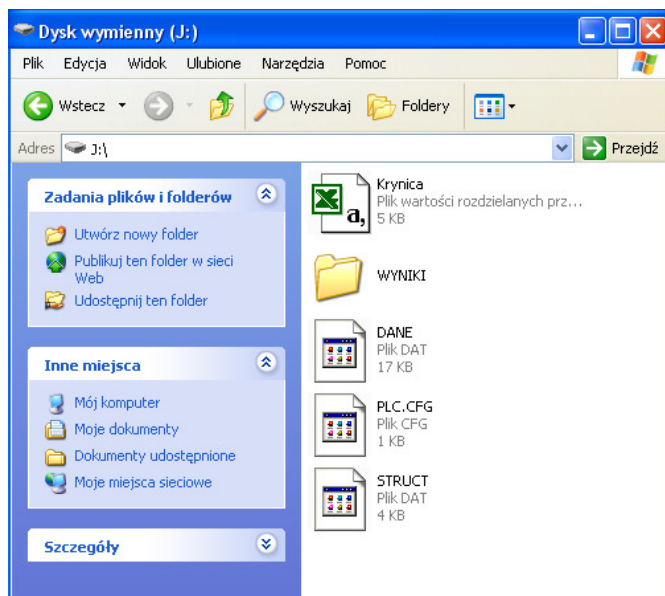 Dysk wymienny (J:)
Plik Edycja Widok Ulubione Narzędzia Pomoc
Wstecz Wyszukaj Foldery
Adres J:\ Przejdź
Zadania plików i folderów
Utwórz nowy folder
Publikuj ten folder w sieci
Web
Udostępnij ten folder
Inne miejsca
Mój komputer
Moje dokumenty
Dokumenty udostępnione
Moje miejsca sieciowe
Szczegóły
Krynica
Plik wartości rozdzielanych prz...
5 KB
WYNIKI
DANE
Plik DAT
17 KB
PLC.CFG
Plik CFG
1 KB
STRUCT
Plik DAT
4 KB